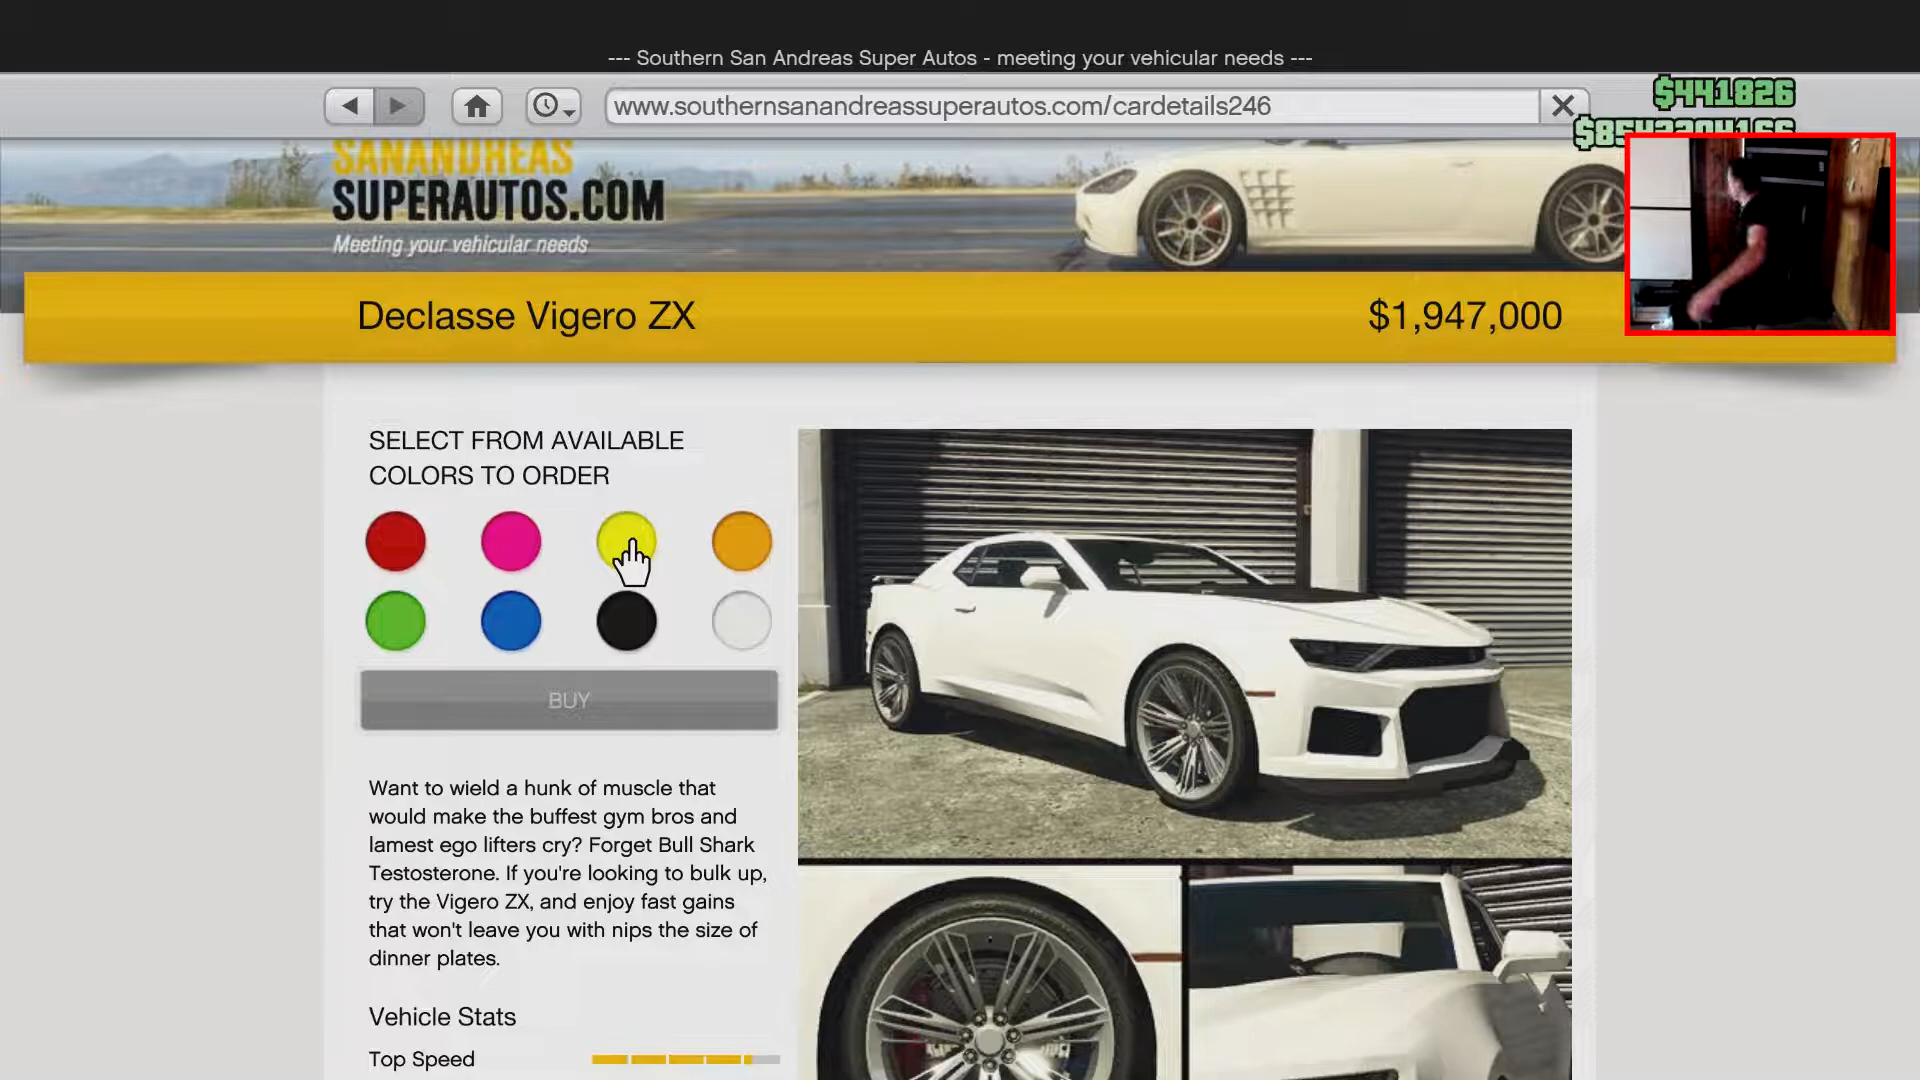 --- Southern San Andreas Super Autos - meeting your vehicular needs ---
www.southernsanandreassuperautos.com/cardetails246
$441826
SANANDREAS
SUPERAUTOS.COM
Meeting your vehicular needs
Declasse Vigero ZX
$1,947,000
SELECT FROM AVAILABLE
COLORS TO ORDER
BUY
Want to wield a hunk of muscle that
would make the buffest gym bros and
lamest ego lifters cry? Forget Bull Shark
Testosterone. If you're looking to bulk up,
try the Vigero ZX, and enjoy fast gains
that won't leave you with nips the size of
dinner plates.
Vehicle Stats
Top Speed